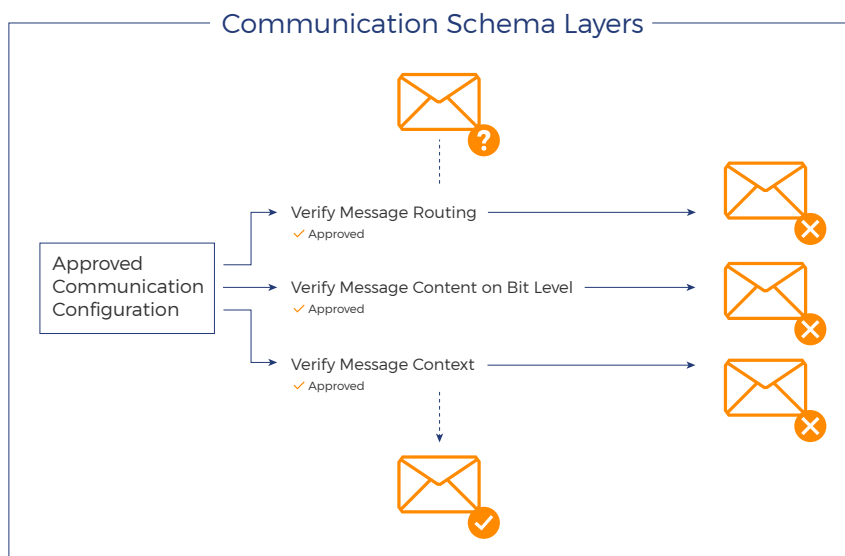 Communication Schema Layers
?
Verify Message Routing
Approved
Approved
Communication
Configuration
Verify Message Content on Bit Level
Approved
Verify Message Context
Approved